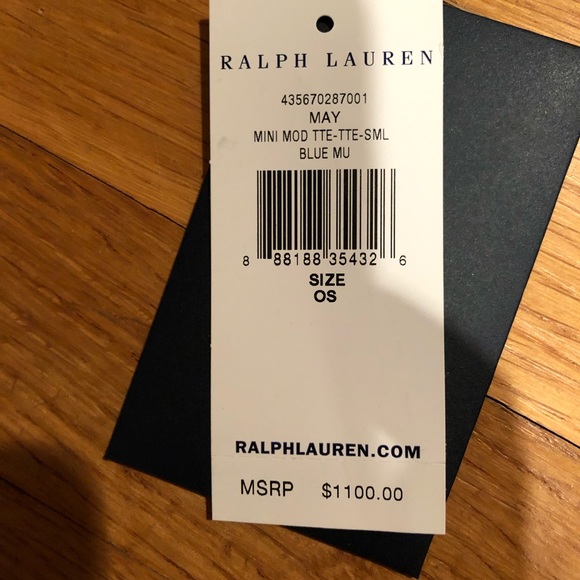 RALPH LAUREN
435670287001
MAY
MINI MOD TTE-TTE-SML
BLUE MU
8 88188 35432 6
SIZE
OS
RALPHLAUREN.COM
MSRP $1100.00